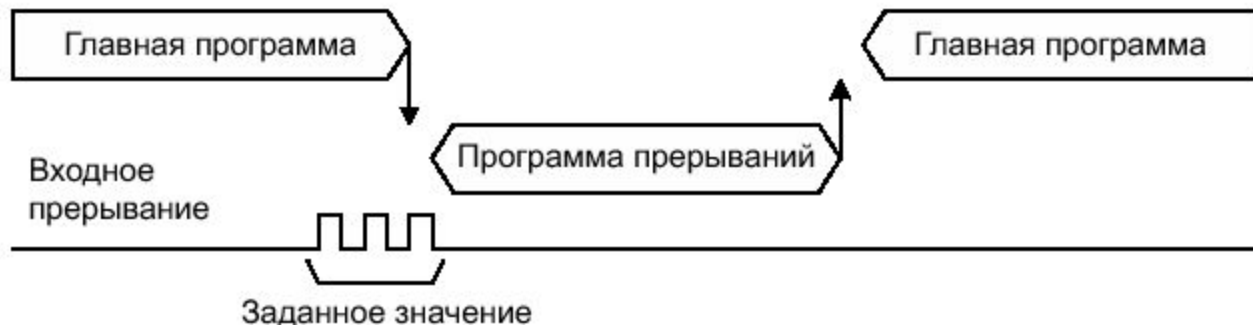 Главная программа
Главная программа
Программа прерываний
Входное
прерывание
Заданное значение